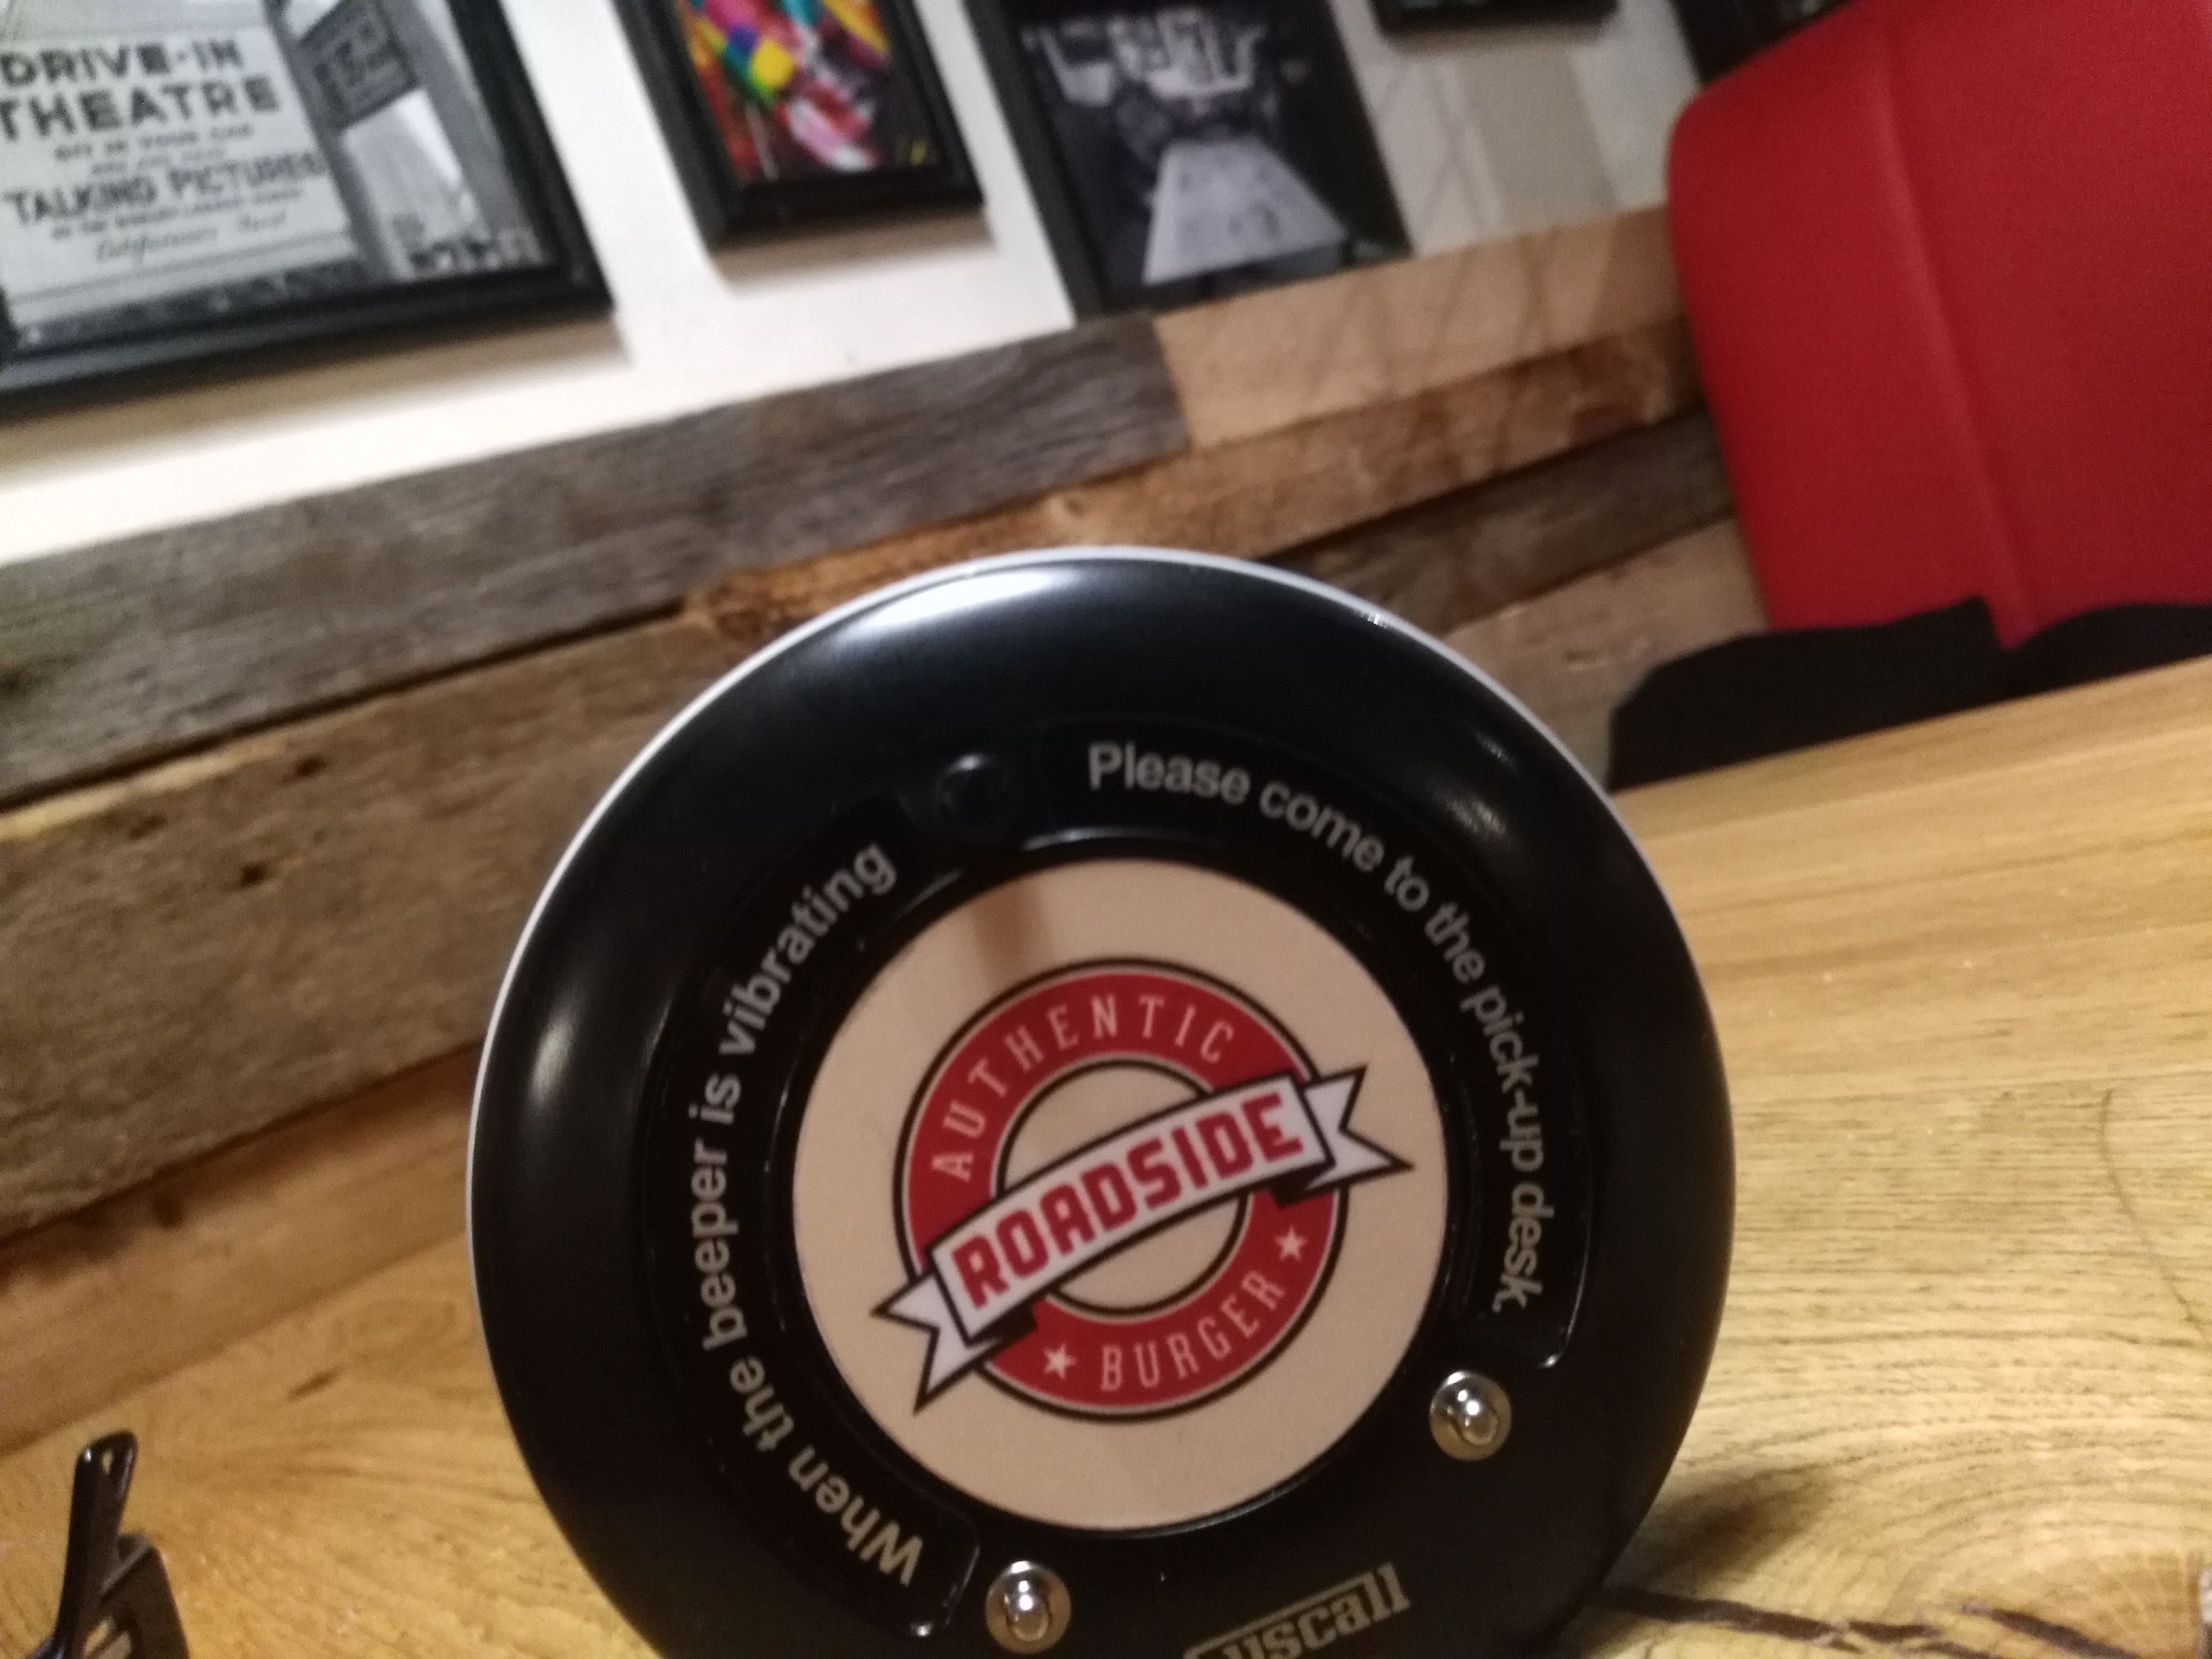 DRIVE-IN
THEATRE
TALKING PICTURES
When the beeper is vibrating
Please come to the pick-up desk.
AUTHENTIC
ROADSIDE
BURGER